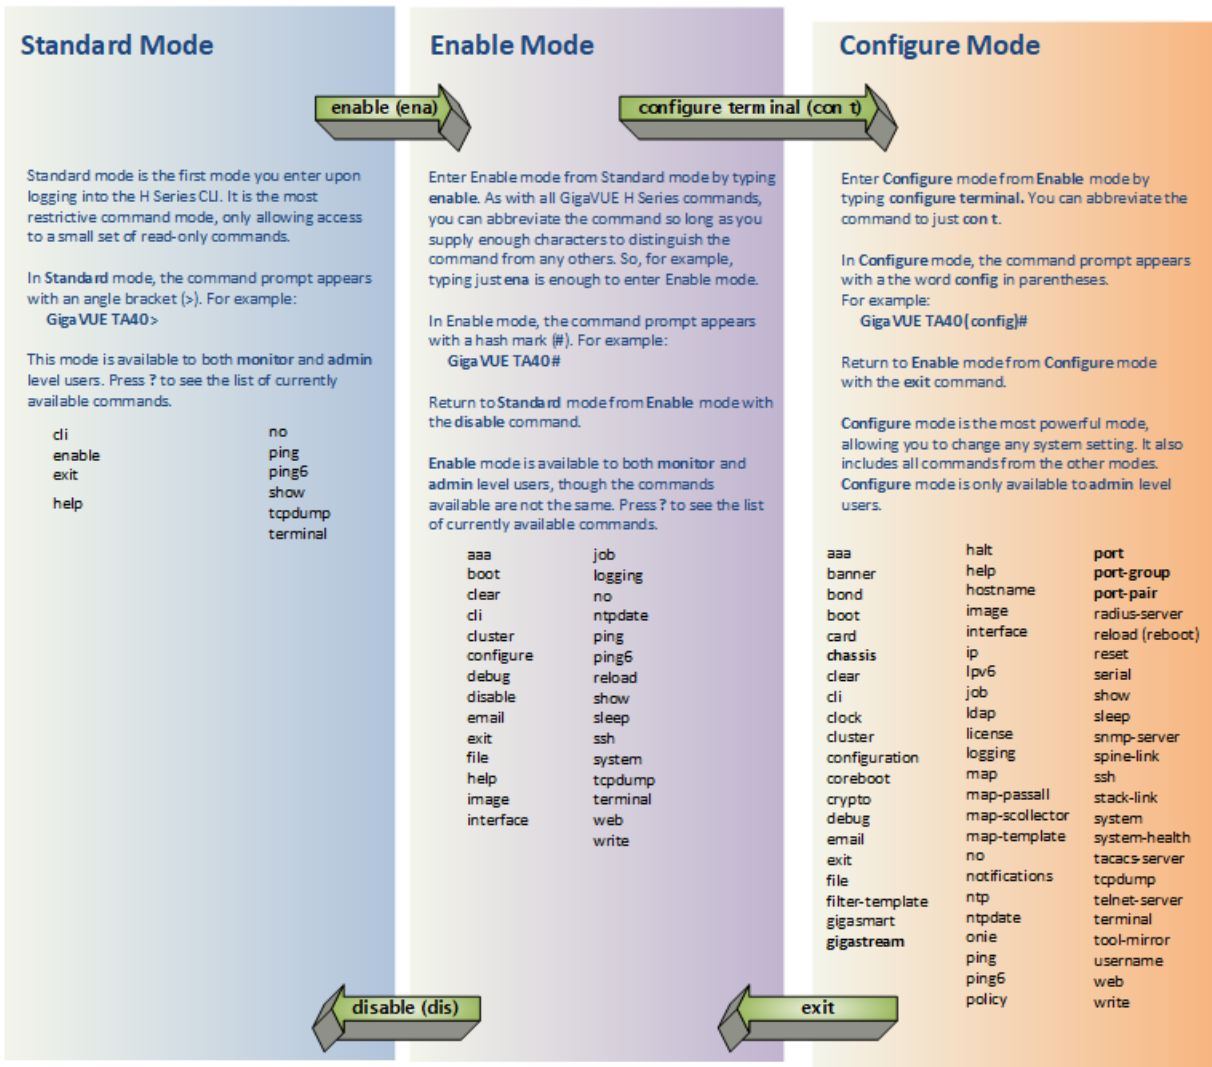 Standard Mode
enable (ena)
Standard mode is the first mode you enter upon
logging into the H Series CLI. It is the most
restrictive command mode, only allowing access
to a small set of read-only commands.
In Standard mode, the command prompt appears
with an angle bracket (>). For example:
GigaVUE TA40>
This mode is available to both monitor and admin
level users. Press ? to see the list of currently
available commands.
cli
enable
exit
help
no
ping
ping6
show
tcpdump
terminal
disable (dis)
Enable Mode
configure terminal (con t)
Enter Enable mode from Standard mode by typing
enable. As with all GigaVUE H Series commands,
you can abbreviate the command so long as you
supply enough characters to distinguish the
command from any others. So, for example,
typing just ena is enough to enter Enable mode.
In Enable mode, the command prompt appears
with a hash mark (#). For example:
GigaVUE TA40#
Return to Standard mode from Enable mode with
the disable command.
Enable mode is available to both monitor and
admin level users, though the commands
available are not the same. Press ? to see the list
of currently available commands.
aaa
boot
clear
cli
cluster
configure
debug
disable
email
exit
file
help
image
interface
job
logging
no
ntpdate
ping
ping6
reload
show
sleep
ssh
system
tcpdump
terminal
web
write
exit
Configure Mode
Enter Configure mode from Enable mode by
typing configure terminal. You can abbreviate the
command to just con t.
In Configure mode, the command prompt appears
with a the word config in parentheses.
For example:
GigaVUE TA40(config)#
Return to Enable mode from Configure mode
with the exit command.
Configure mode is the most powerful mode,
allowing you to change any system setting. It also
includes all commands from the other modes.
Configure mode is only available to admin level
users.
aaa
banner
bond
boot
card
chassis
clear
cli
clock
cluster
configuration
coreboot
crypto
debug
email
exit
file
filter-template
gigasmart
gigastream
halt
help
hostname
image
interface
ip
Ipv6
job
ldap
license
logging
map
map-passall
map-scollector
map-template
no
notifications
ntp
ntpdate
onie
ping
ping6
policy
port
port-group
port-pair
radius-server
reload (reboot)
reset
serial
show
sleep
snmp-server
spine-link
ssh
stack-link
system
system-health
tacacs-server
tcpdump
telnet-server
terminal
tool-mirror
username
web
write